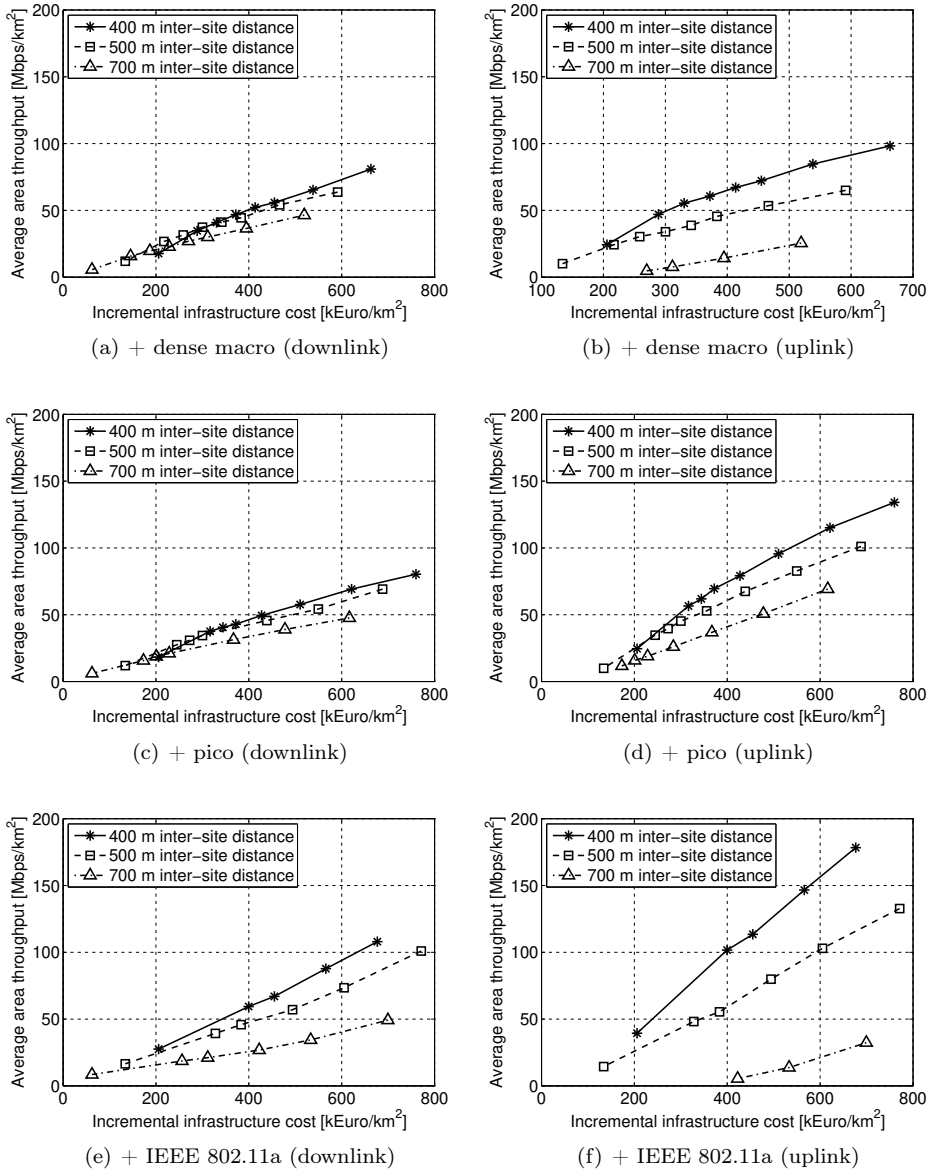 200
150
100
50
0
Average area throughput [Mbps/km²]
400 m inter−site distance
500 m inter−site distance
700 m inter−site distance
0 200 400 600 800
Incremental infrastructure cost [kEuro/km²]
(a) + dense macro (downlink)
200
150
100
50
0
Average area throughput [Mbps/km²]
400 m inter−site distance
500 m inter−site distance
700 m inter−site distance
100 200 300 400 500 600 700
Incremental infrastructure cost [kEuro/km²]
(b) + dense macro (uplink)
200
150
100
50
0
Average area throughput [Mbps/km²]
400 m inter−site distance
500 m inter−site distance
700 m inter−site distance
0 200 400 600 800
Incremental infrastructure cost [kEuro/km²]
(c) + pico (downlink)
200
150
100
50
0
Average area throughput [Mbps/km²]
400 m inter−site distance
500 m inter−site distance
700 m inter−site distance
0 200 400 600 800
Incremental infrastructure cost [kEuro/km²]
(d) + pico (uplink)
200
150
100
50
0
Average area throughput [Mbps/km²]
400 m inter−site distance
500 m inter−site distance
700 m inter−site distance
0 200 400 600 800
Incremental infrastructure cost [kEuro/km²]
(e) + IEEE 802.11a (downlink)
200
150
100
50
0
Average area throughput [Mbps/km²]
400 m inter−site distance
500 m inter−site distance
700 m inter−site distance
0 200 400 600 800
Incremental infrastructure cost [kEuro/km²]
(f) + IEEE 802.11a (uplink)